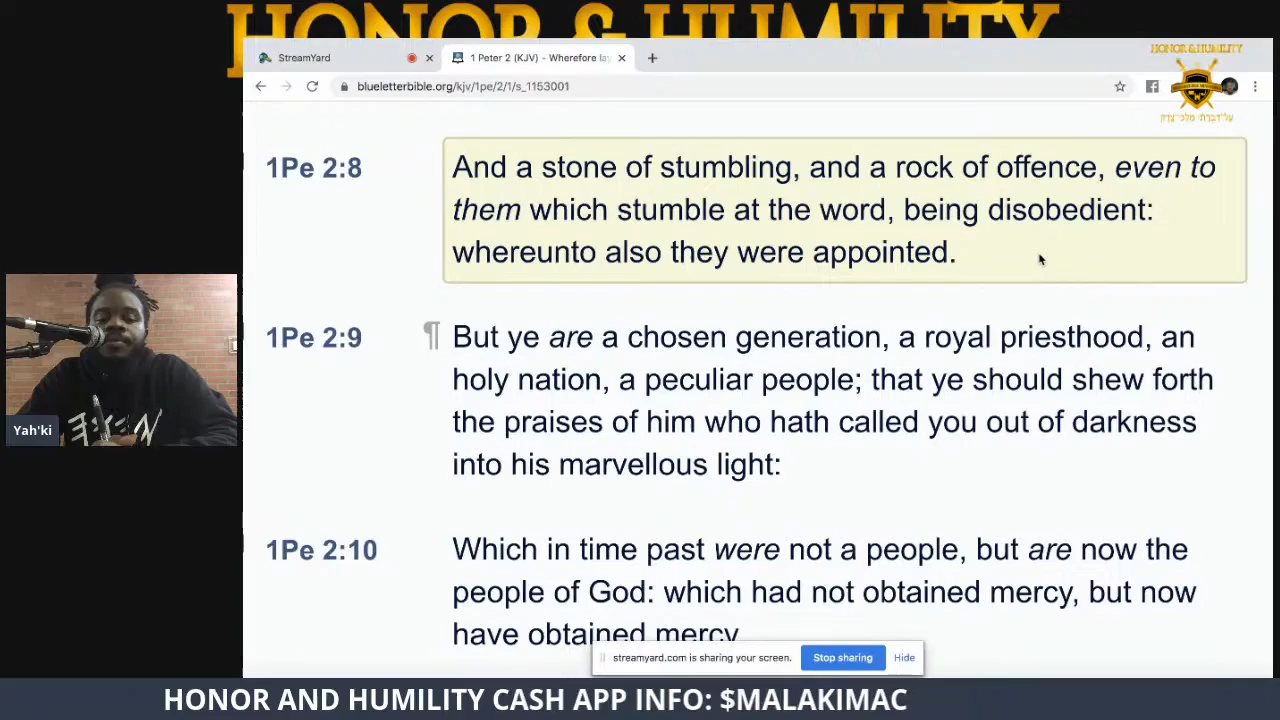 HONOR & HUMILITY
StreamYard
1 Peter 2 (KJV) - Wherefore la
HONOR & HUMILITY
blueletterbible.org/kjv/1pe/2/1/s_1153001
1Pe 2:8
And a stone of stumbling, and a rock of offence, even to
them which stumble at the word, being disobedient:
whereunto also they were appointed.
1Pe 2:9
¶ But ye are a chosen generation, a royal priesthood, an
holy nation, a peculiar people; that ye should shew forth
the praises of him who hath called you out of darkness
into his marvellous light:
1Pe 2:10
Which in time past were not a people, but are now the
people of God: which had not obtained mercy, but now
have obtained mercy
Yah'ki
streamyard.com is sharing your screen.
Stop sharing
Hide
HONOR AND HUMILITY CASH APP INFO: $MALAKIMAC